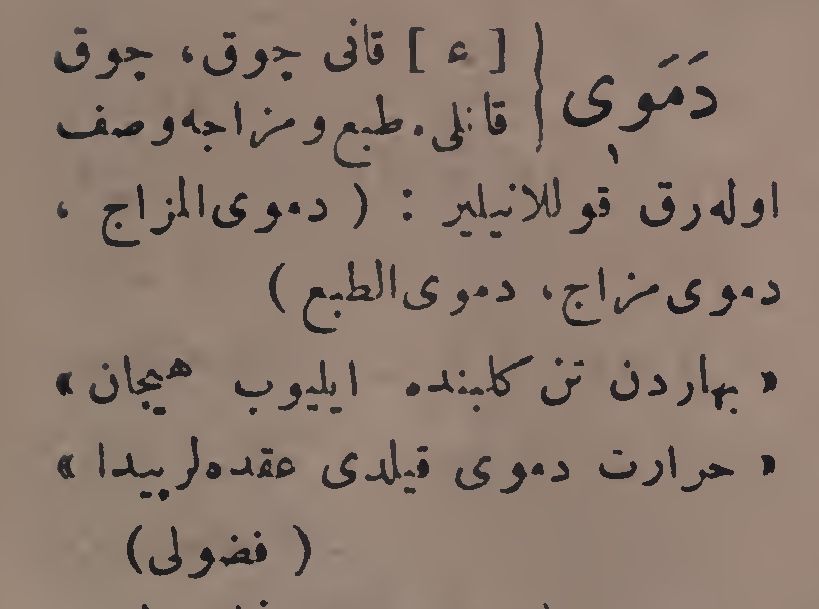 دَمَوِی { [ ع ] قانی چوق، چوق
قانلی. طبع و مزاجه وصف
اوله‌رق قوللانیلیر : ( دموی‌المزاج ،
دموی مزاج، دموی‌الطبع )
« بهاردن تن کلبنده ایلیوب هیجان »
« حرارت دموی قیلدی عقده‌لر پیدا »
( فضولی )